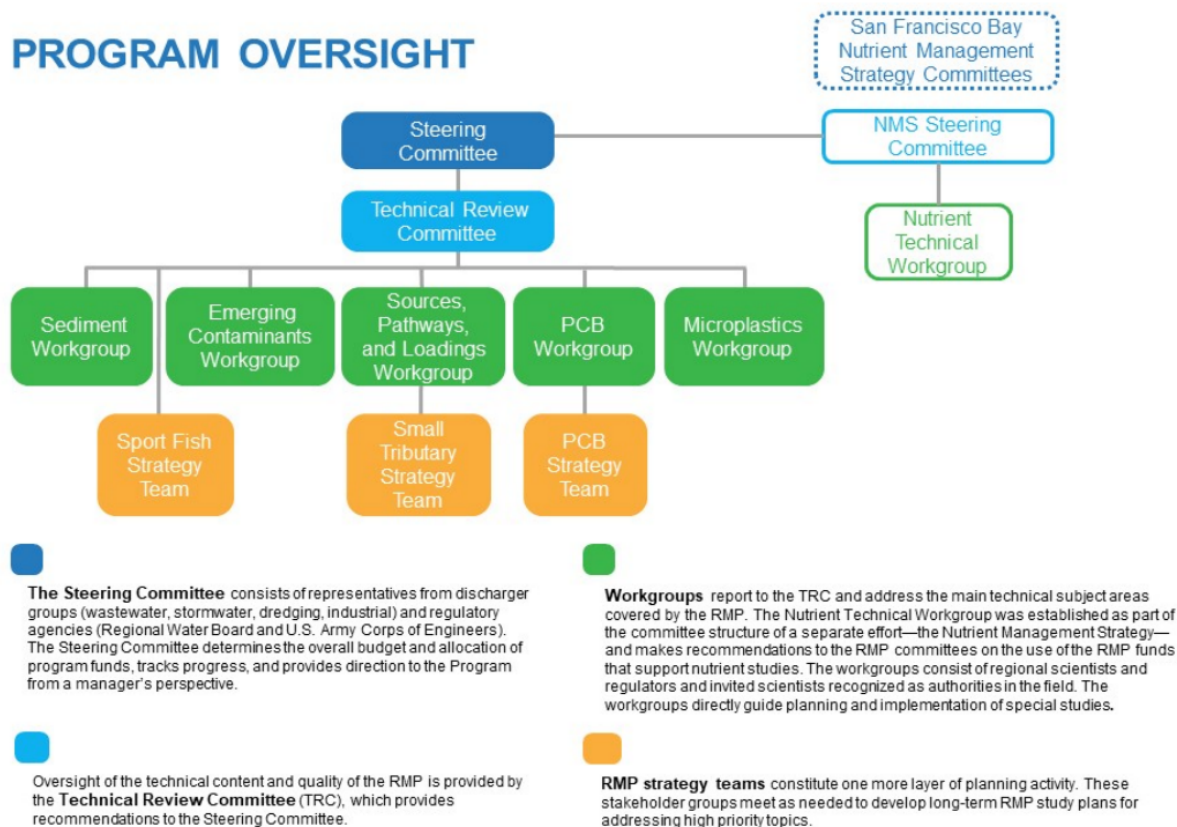 PROGRAM OVERSIGHT
San Francisco Bay
Nutrient Management
Strategy Committees
Steering
Committee
NMS Steering
Committee
Technical Review
Committee
Nutrient
Technical
Workgroup
Sediment
Workgroup
Emerging
Contaminants
Workgroup
Sources,
Pathways,
and Loadings
Workgroup
PCB
Workgroup
Microplastics
Workgroup
Sport Fish
Strategy
Team
Small
Tributary
Strategy
Team
PCB
Strategy
Team
The Steering Committee consists of representatives from discharger
groups (wastewater, stormwater, dredging, industrial) and regulatory
agencies (Regional Water Board and U.S. Army Corps of Engineers).
The Steering Committee determines the overall budget and allocation of
program funds, tracks progress, and provides direction to the Program
from a manager's perspective.
Workgroups report to the TRC and address the main technical subject areas
covered by the RMP. The Nutrient Technical Workgroup was established as part of
the committee structure of a separate effort—the Nutrient Management Strategy—
and makes recommendations to the RMP committees on the use of the RMP funds
that support nutrient studies. The workgroups consist of regional scientists and
regulators and invited scientists recognized as authorities in the field. The
workgroups directly guide planning and implementation of special studies.
Oversight of the technical content and quality of the RMP is provided by
the Technical Review Committee (TRC), which provides
recommendations to the Steering Committee.
RMP strategy teams constitute one more layer of planning activity. These
stakeholder groups meet as needed to develop long-term RMP study plans for
addressing high priority topics.